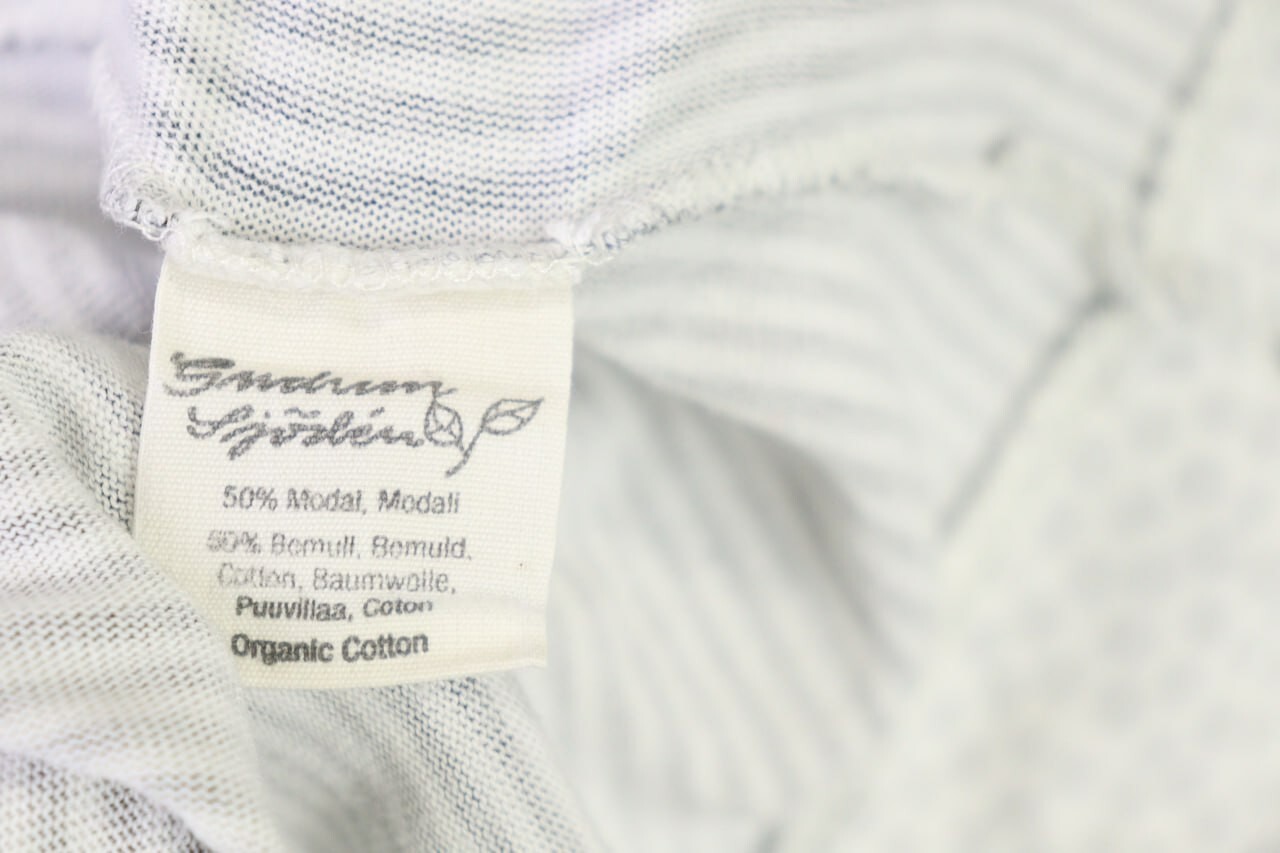 Gudrun
Sjödén
50% Modal, Modali
50% Bomull, Bomuld,
Cotton, Baumwolle,
Puuvillaa, Coton
Organic Cotton